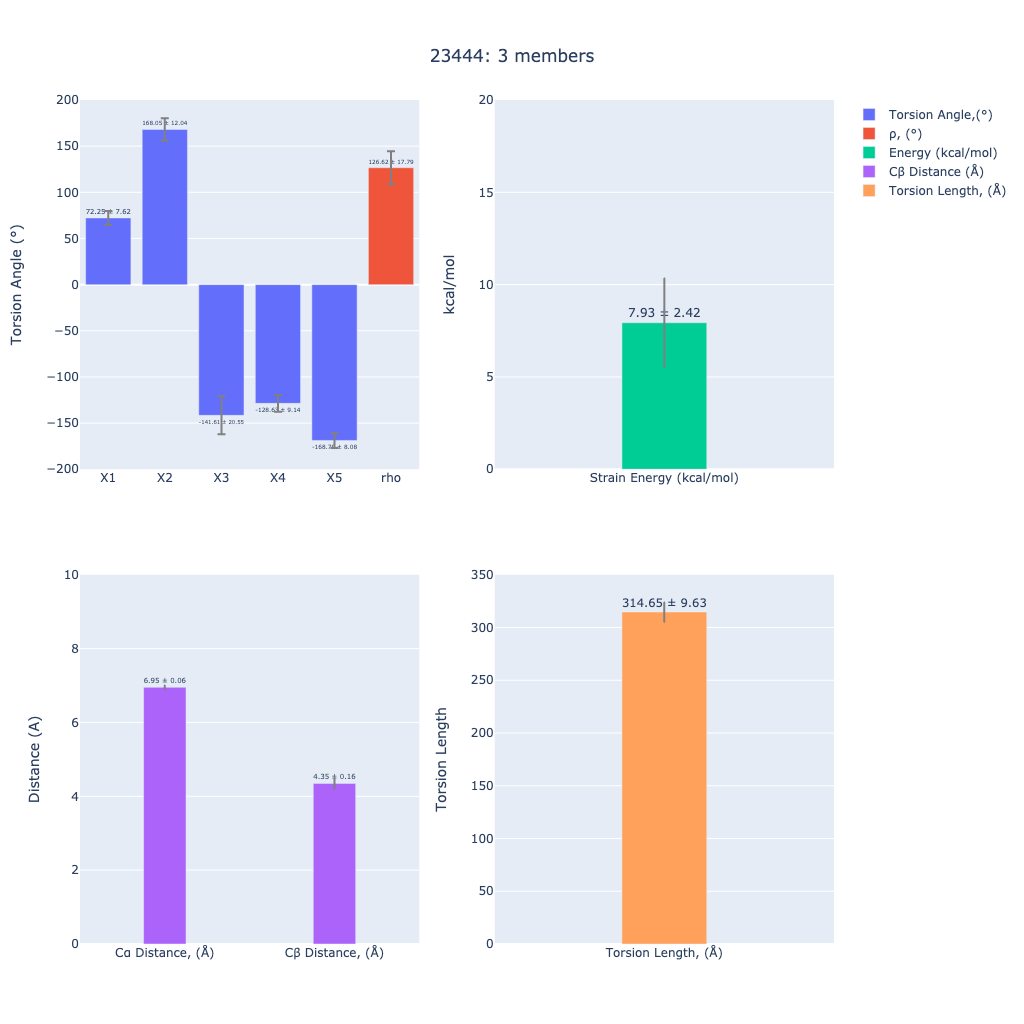 23444: 3 members
Torsion Angle (°)
200
150
100
50
0
−50
−100
−150
−200
72.25 ± 7.62
168.05 ± 12.04
-141.61 ± 20.55
± 9.14
± 8.08
126.62 ± 17.79
X1 X2 X3 X4 X5 rho
kcal/mol
20
15
10
5
0
7.93 ± 2.42
Strain Energy (kcal/mol)
Torsion Angle,(°)
ρ, (°)
Energy (kcal/mol)
Cβ Distance (Å)
Torsion Length, (Å)
Distance (A)
10
8
6
4
2
0
6.95 ± 0.06
4.35 ± 0.16
Cα Distance, (Å) Cβ Distance, (Å)
Torsion Length
350
300
250
200
150
100
50
0
314.65 ± 9.63
Torsion Length, (Å)